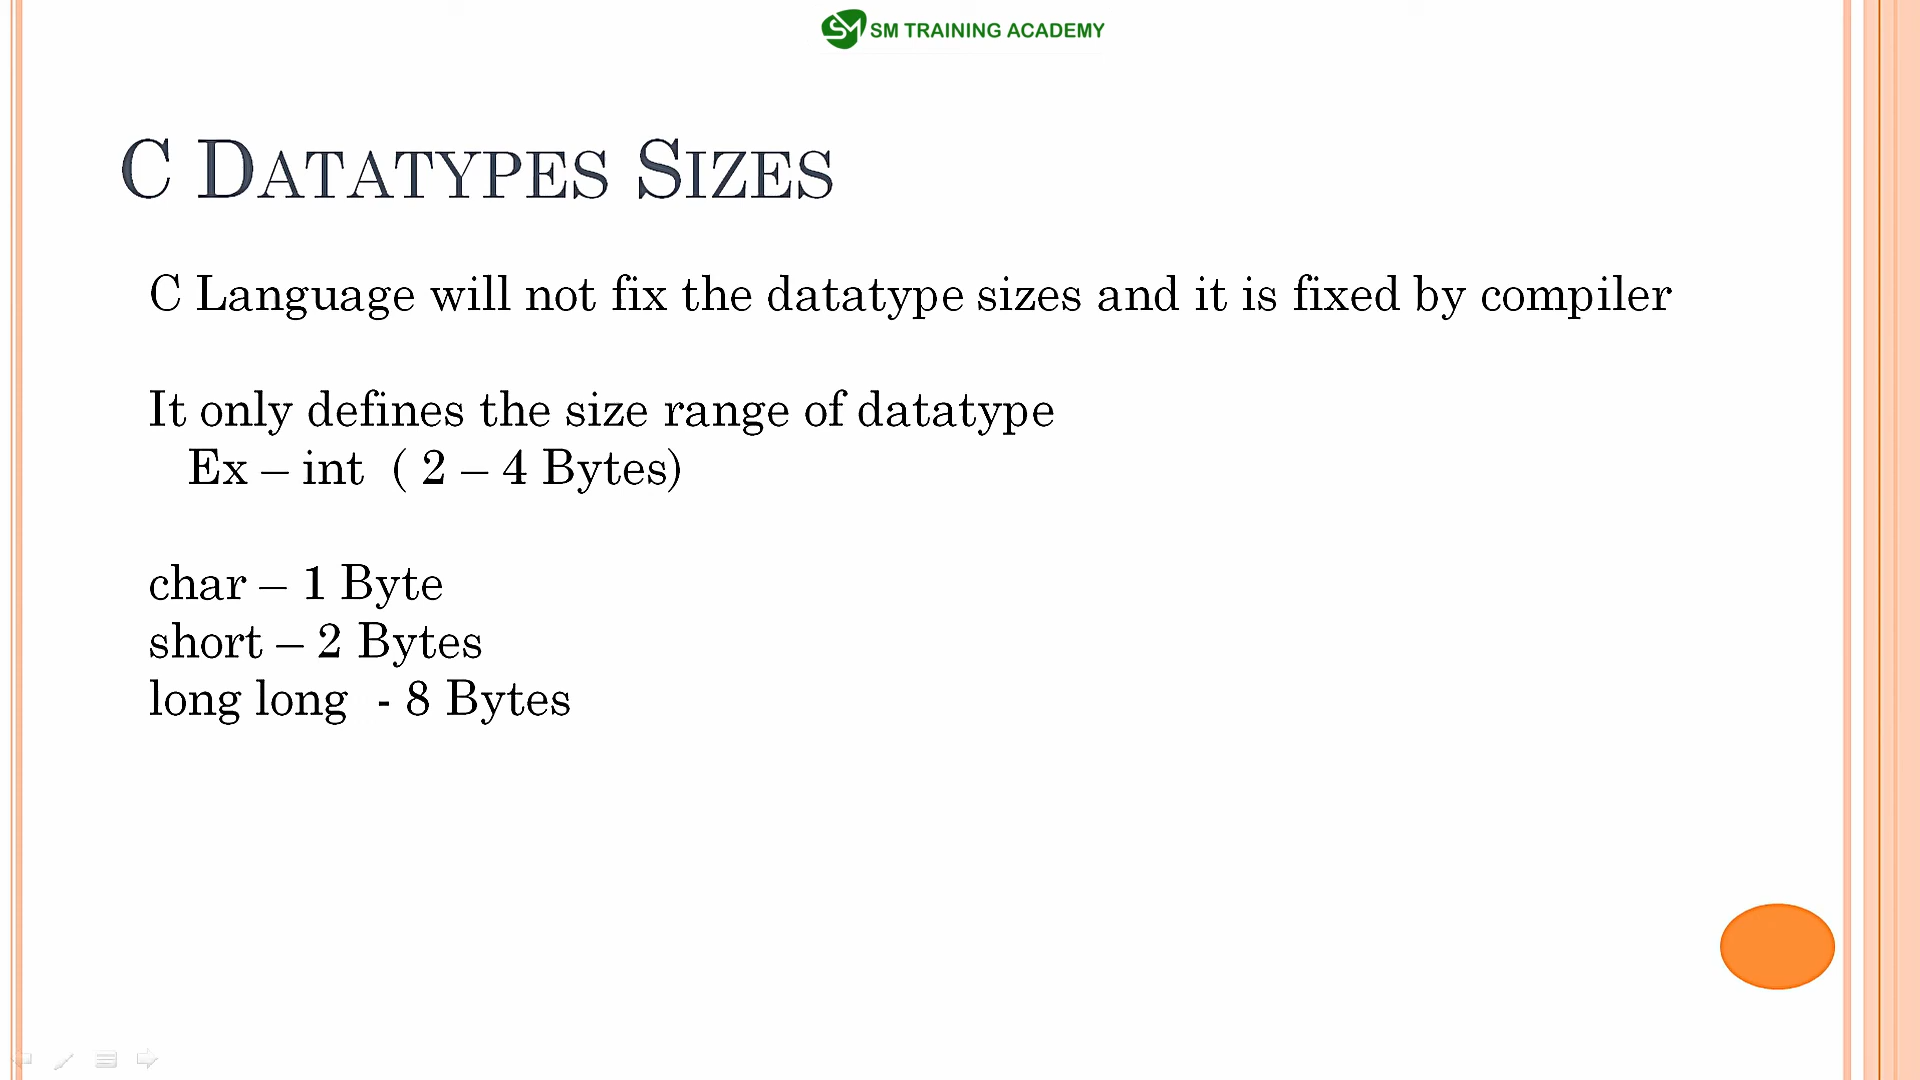 SM TRAINING ACADEMY
C DATATYPES SIZES
C Language will not fix the datatype sizes and it is fixed by compiler
It only defines the size range of datatype
Ex – int ( 2 – 4 Bytes)
char – 1 Byte
short – 2 Bytes
long long - 8 Bytes